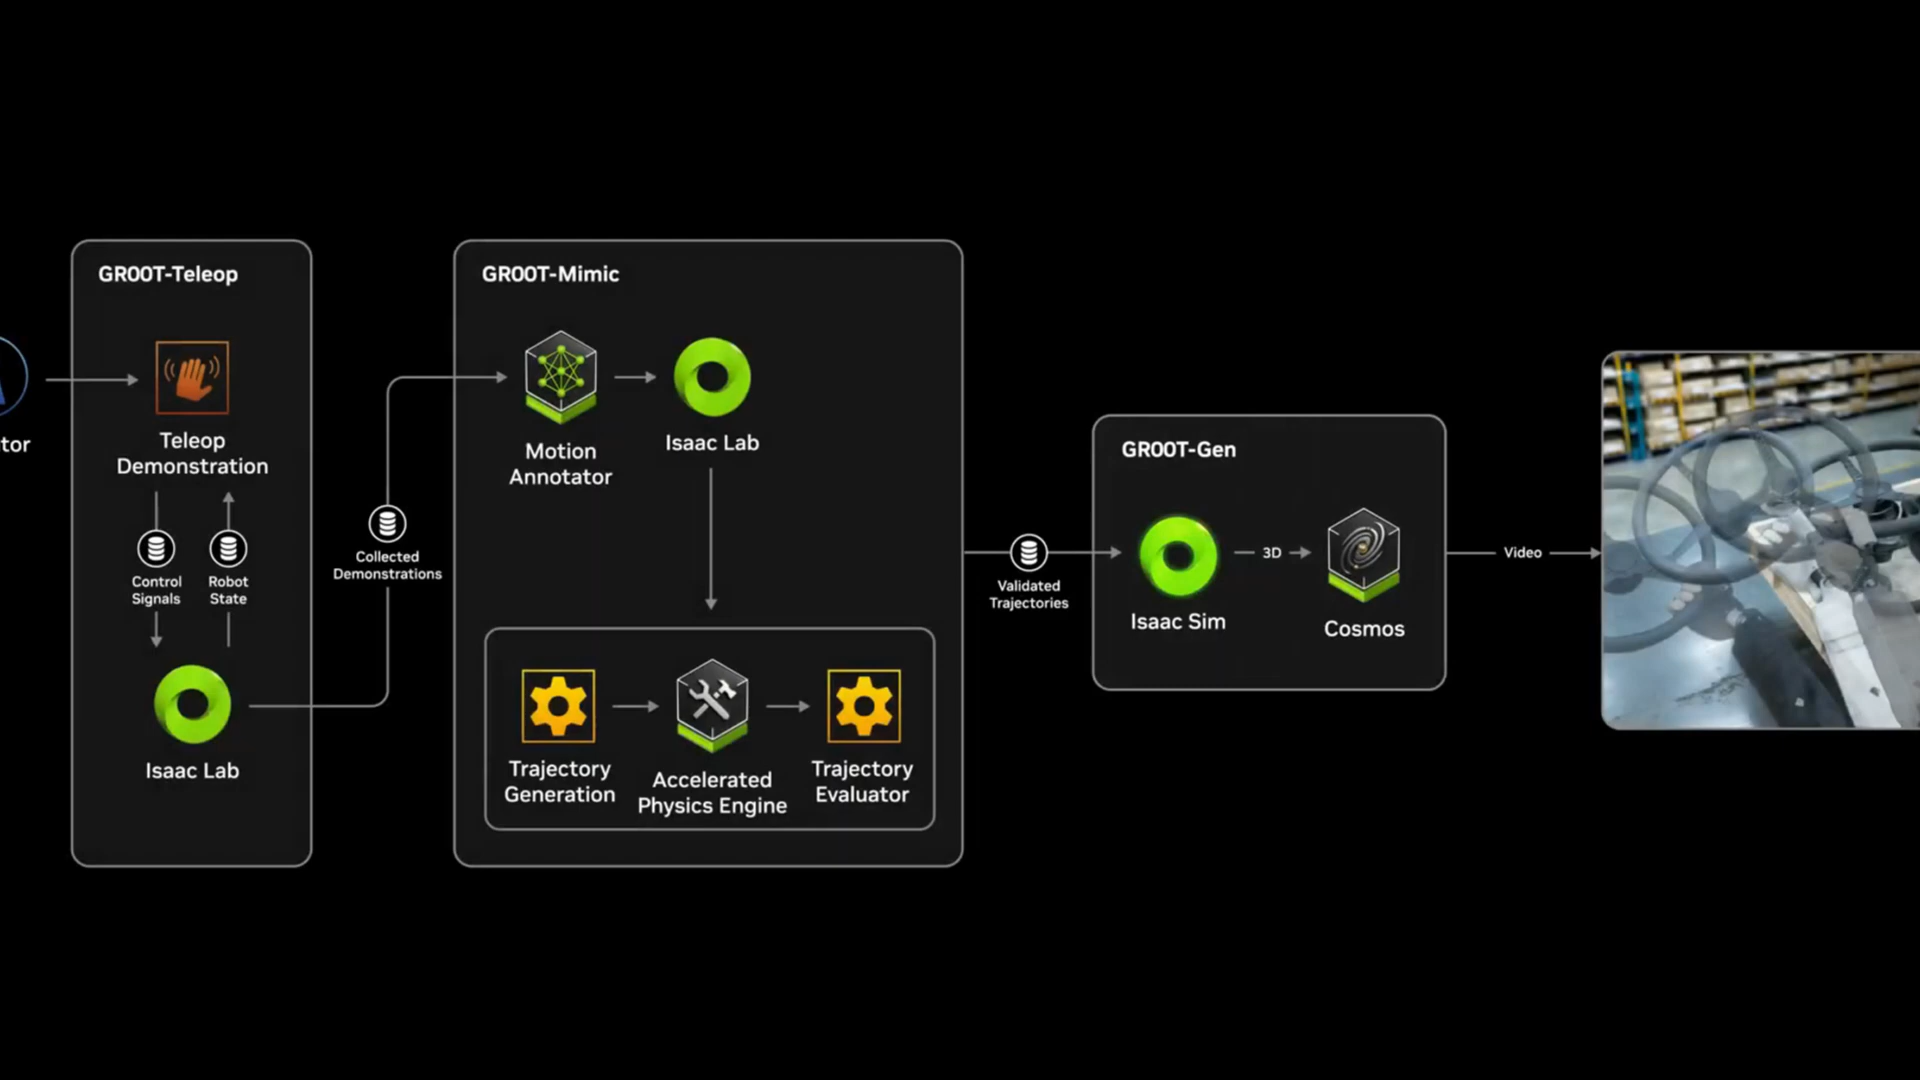 GR00T-Teleop
tor
Teleop
Demonstration
Control
Signals
Robot
State
Isaac Lab
Collected
Demonstrations
GR00T-Mimic
Motion
Annotator
Isaac Lab
Trajectory
Generation
Accelerated
Physics Engine
Trajectory
Evaluator
Validated
Trajectories
GR00T-Gen
Isaac Sim
3D
Cosmos
Video